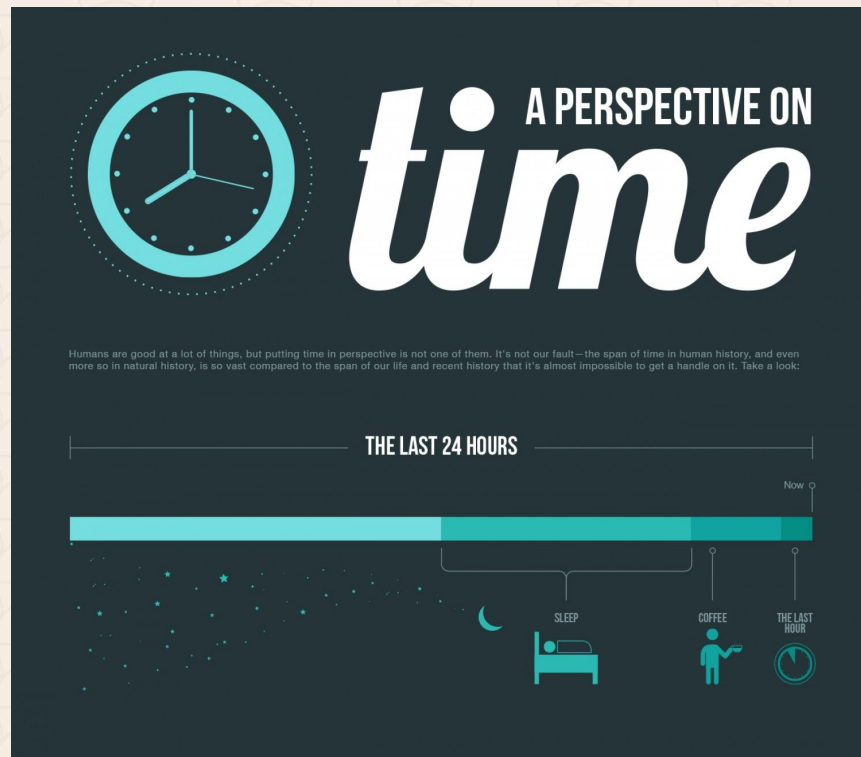 A PERSPECTIVE ON
time
Humans are good at a lot of things, but putting time in perspective is not one of them. It's not our fault—the span of time in human history, and even
more so in natural history, is so vast compared to the span of our life and recent history that it's almost impossible to get a handle on it. Take a look:
THE LAST 24 HOURS
Now
SLEEP
COFFEE
THE LAST
HOUR